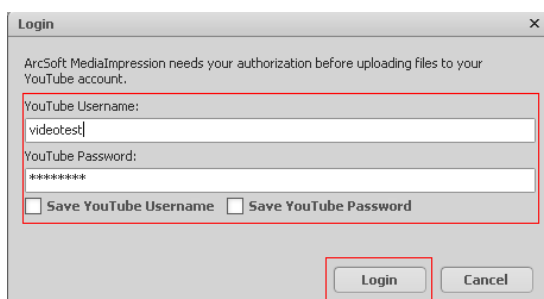 Login
ArcSoft MediaImpression needs your authorization before uploading files to your
YouTube account.
YouTube Username:
videotest
YouTube Password:
********
Save YouTube Username Save YouTube Password
Login Cancel